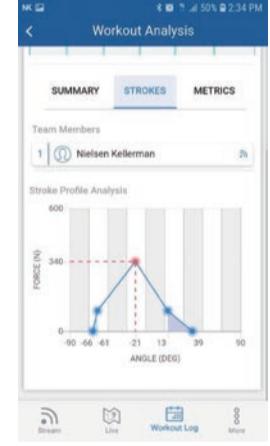 NK 50% 2:34 PM
Workout Analysis
SUMMARY STROKES METRICS
Team Members
1 Nielsen Kellerman
Stroke Profile Analysis
600
340
0
FORCE (N)
-90 -66 -61 -21 13 39 90
ANGLE (DEG)
Stream Live Workout Log More